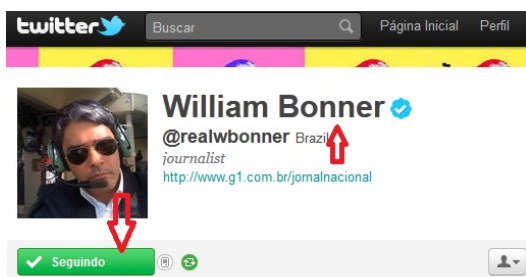 twitter
Buscar
Página Inicial
Perfil
William Bonner
@realwbonner Brazil
journalist
http://www.g1.com.br/jornalnacional
Seguindo